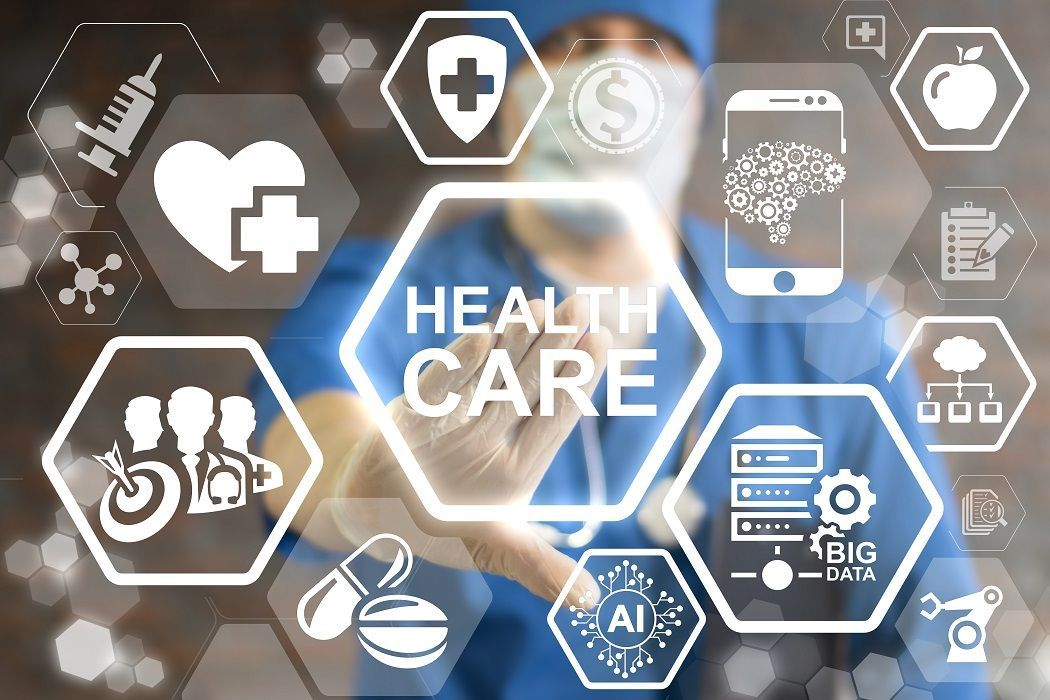 $
HEALTH
CARE
BIG
DATA
AI